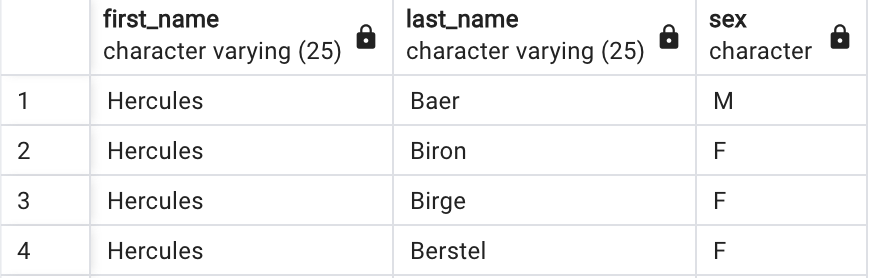 first_name last_name sex
character varying (25) character varying (25) character
1 Hercules Baer M
2 Hercules Biron F
3 Hercules Birge F
4 Hercules Berstel F